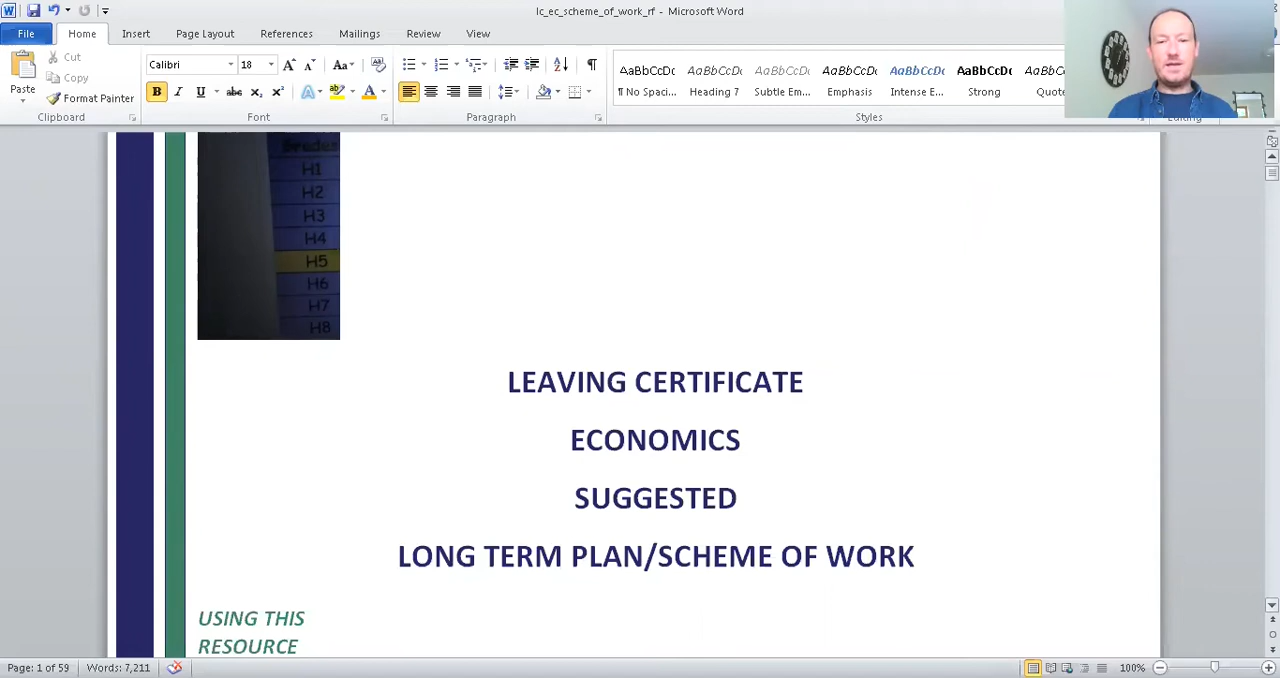 lc_ec_scheme_of_work_rf - Microsoft Word
File Home Insert Page Layout References Mailings Review View
Paste
Cut
Copy
Format Painter
Clipboard
Calibri 18
Font
Paragraph
AaBbCcDc AaBbCcDc AaBbCcDc AaBbCcDc AaBbCcDc AaBbCcDc AaBbCcDc
¶ No Spaci... Heading 7 Subtle Em... Emphasis Intense E... Strong Quote
Styles
Editing
Grades
H1
H2
H3
H4
H5
H6
H7
H8
LEAVING CERTIFICATE
ECONOMICS
SUGGESTED
LONG TERM PLAN/SCHEME OF WORK
USING THIS
RESOURCE
Page: 1 of 59 Words: 7,211 100%